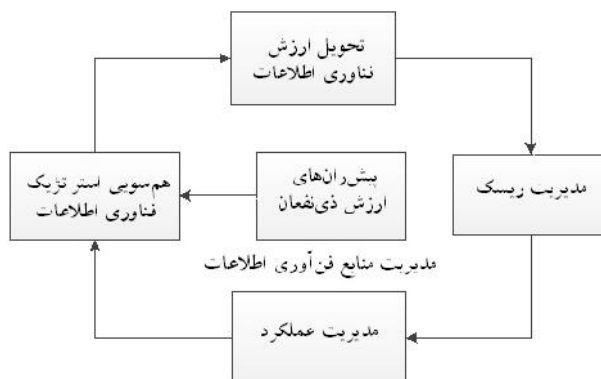 تحویل ارزش
فناوری اطلاعات
مدیریت ریسک
پیش‌ران‌های
ارزش ذی‌نفعان
هم‌سویی استراتژیک
فناوری اطلاعات
مدیریت منابع فن‌آوری اطلاعات
مدیریت عملکرد